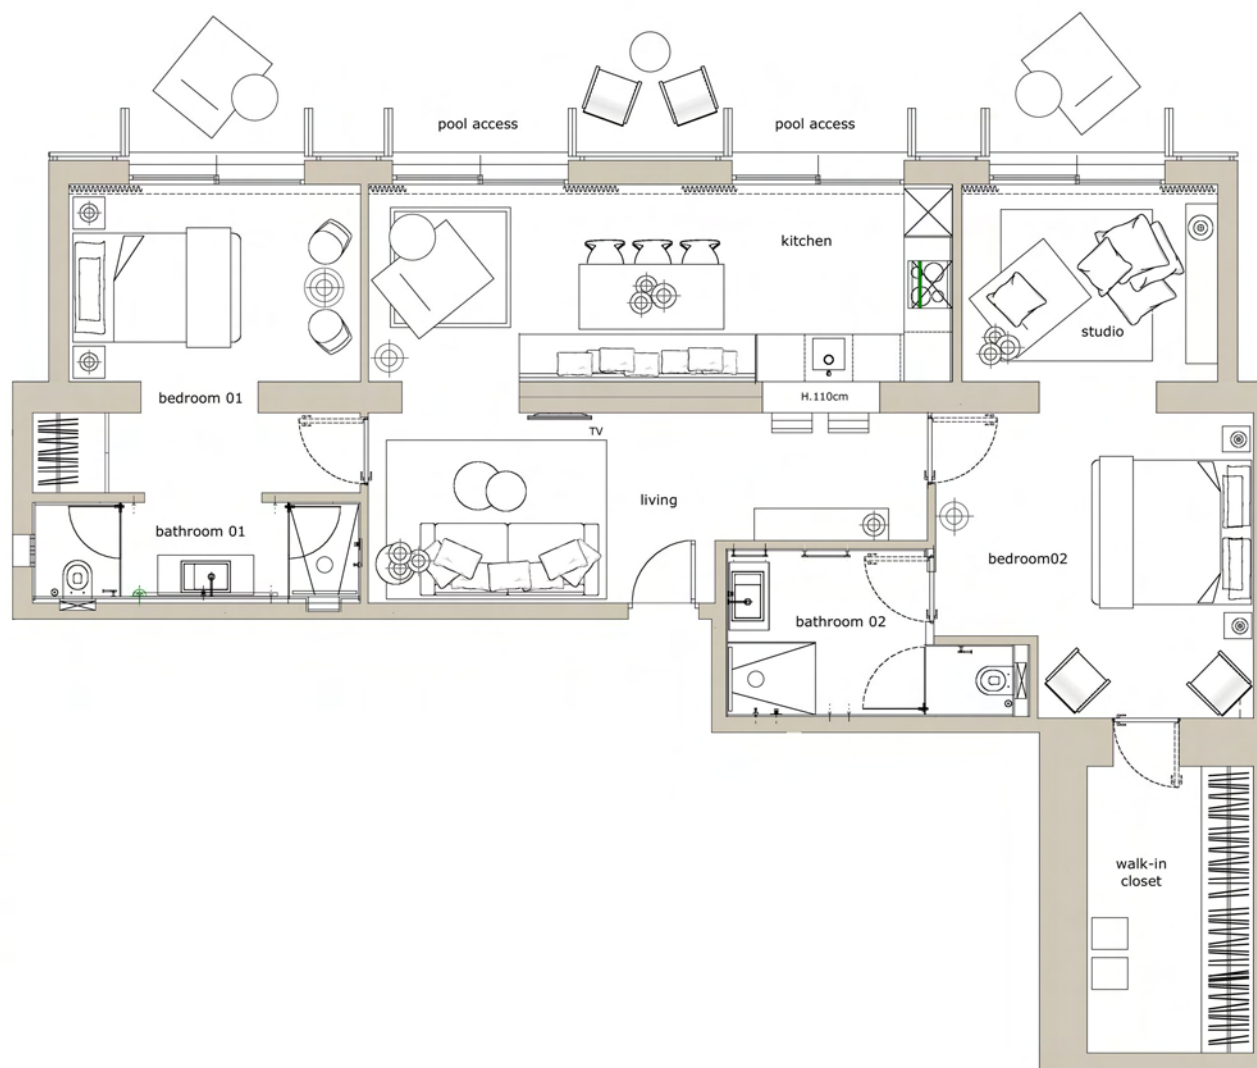 pool access
pool access
kitchen
studio
bedroom 01
H.110cm
TV
living
bathroom 01
bedroom02
bathroom 02
walk-in
closet